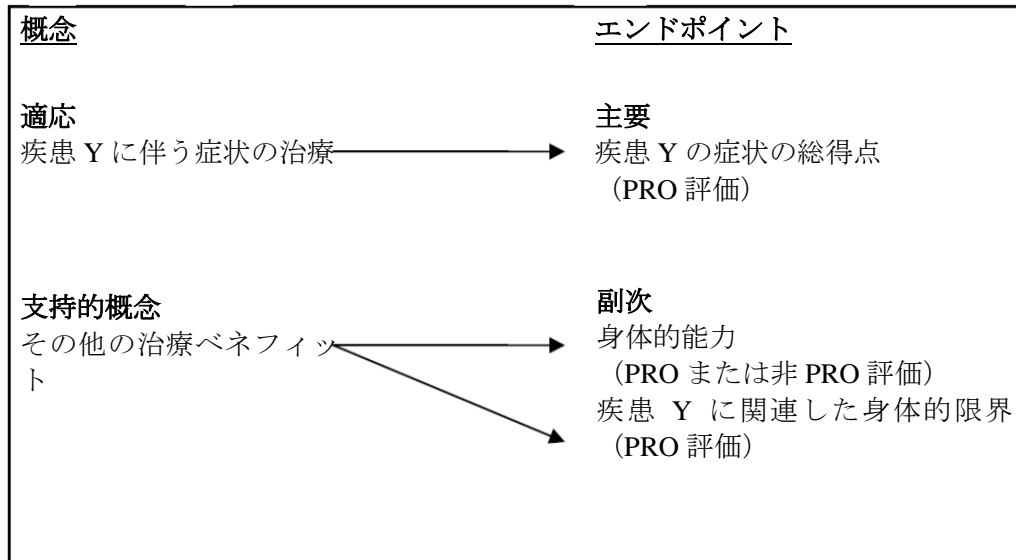 概念
エンドポイント
適応
疾患 Y に伴う症状の治療
主要
疾患 Y の症状の総得点
（PRO 評価）
支持的概念
その他の治療ベネフィッ
ト
副次
身体的能力
（PRO または非 PRO 評価）
疾患 Y に関連した身体的限界
（PRO 評価）